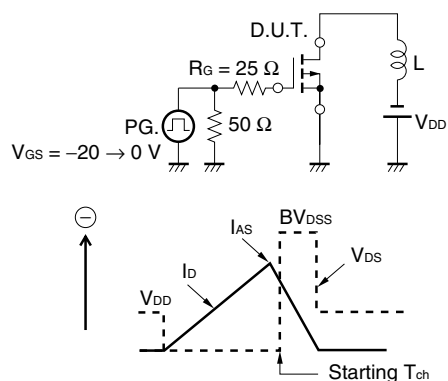 D.U.T.
RG = 25 Ω
L
PG.
50 Ω
VDD
VGS = −20 → 0 V
−
BVDSS
IAS
ID
VDS
VDD
Starting Tch